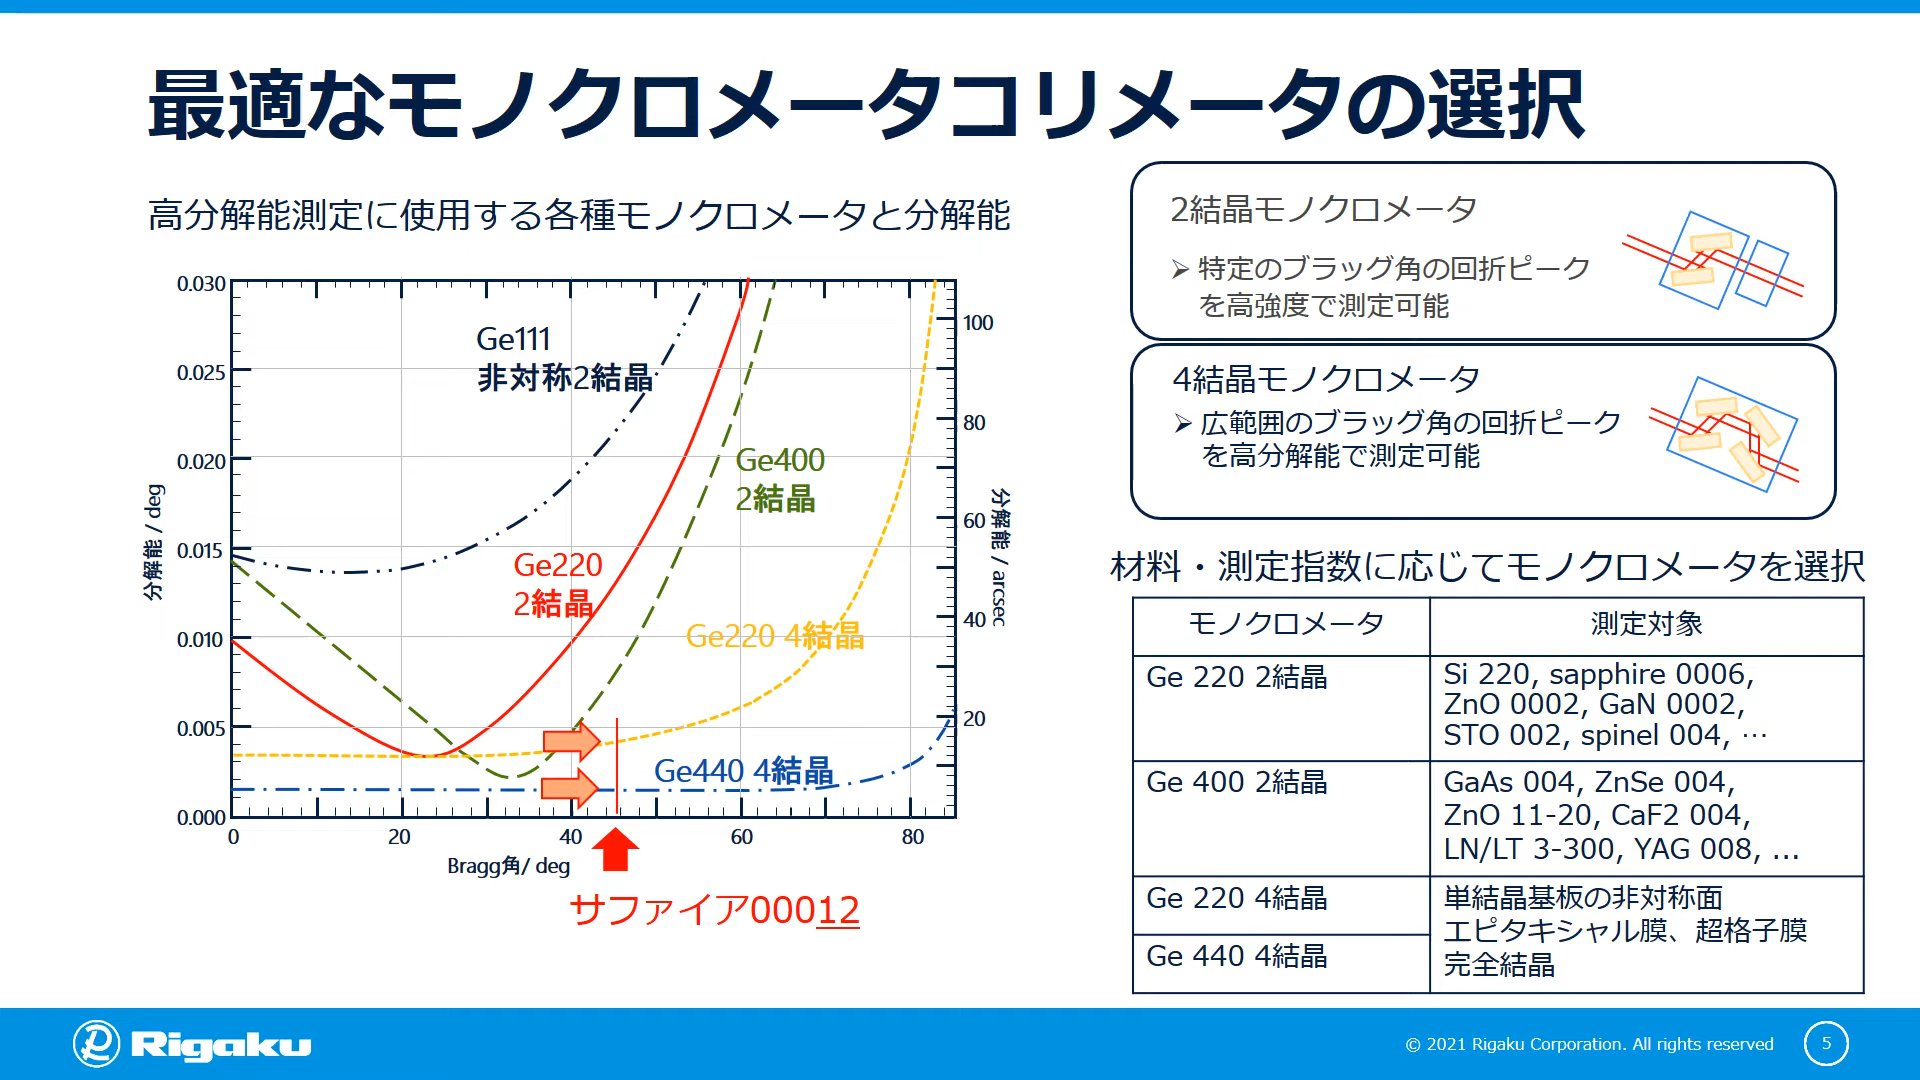 最適なモノクロメータコリメータの選択
高分解能測定に使用する各種モノクロメータと分解能
0.030
0.025
0.020
0.015
0.010
0.005
0.000
分解能 / deg
0
20
40
60
80
Bragg角/ deg
100
80
60
40
20
分解能 / arcsec
Ge111
非対称2結晶
Ge400
2結晶
Ge220
2結晶
Ge220 4結晶
Ge440 4結晶
サファイア00012
2結晶モノクロメータ
➢ 特定のブラッグ角の回折ピーク
を高強度で測定可能
4結晶モノクロメータ
➢ 広範囲のブラッグ角の回折ピーク
を高分解能で測定可能
材料・測定指数に応じてモノクロメータを選択
モノクロメータ
測定対象
Ge 220 2結晶
Si 220, sapphire 0006,
ZnO 0002, GaN 0002,
STO 002, spinel 004, …
Ge 400 2結晶
GaAs 004, ZnSe 004,
ZnO 11-20, CaF2 004,
LN/LT 3-300, YAG 008, ...
Ge 220 4結晶
Ge 440 4結晶
単結晶基板の非対称面
エピタキシャル膜、超格子膜
完全結晶
Rigaku
© 2021 Rigaku Corporation. All rights reserved
5